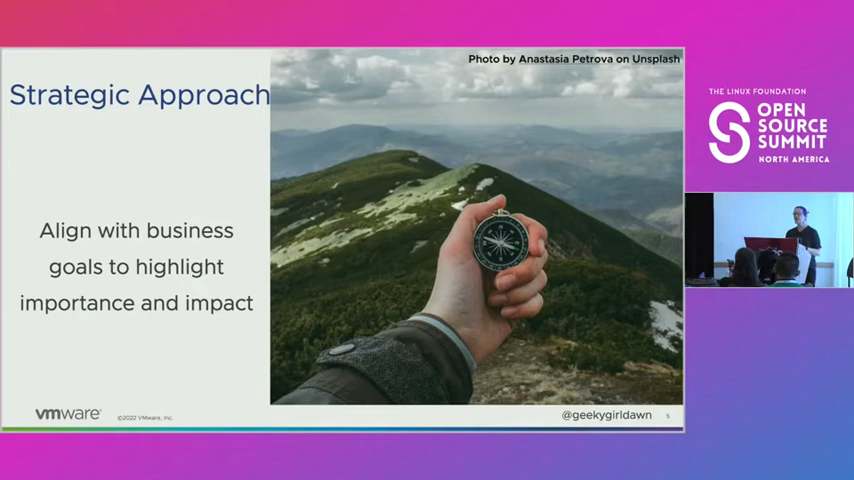 Photo by Anastasia Petrova on Unsplash
Strategic Approach
Align with business
goals to highlight
importance and impact
vmware
©2022 VMware, Inc.
@geekygirldawn
5
THE LINUX FOUNDATION
OPEN
SOURCE
SUMMIT
NORTH AMERICA